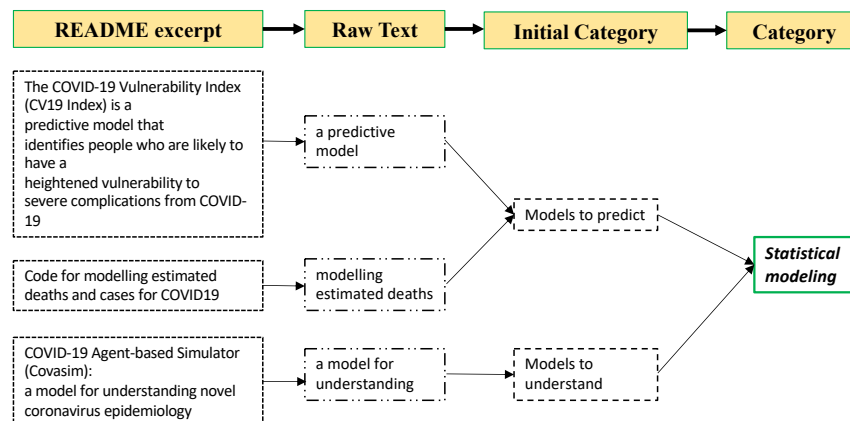 README excerpt
Raw Text
Initial Category
Category
The COVID-19 Vulnerability Index
(CV19 Index) is a
predictive model that
identifies people who are likely to
have a
heightened vulnerability to
severe complications from COVID-
19
a predictive
model
Models to predict
Code for modelling estimated
deaths and cases for COVID19
modelling
estimated deaths
Statistical
modeling
COVID-19 Agent-based Simulator
(Covasim):
a model for understanding novel
coronavirus epidemiology
a model for
understanding
Models to
understand